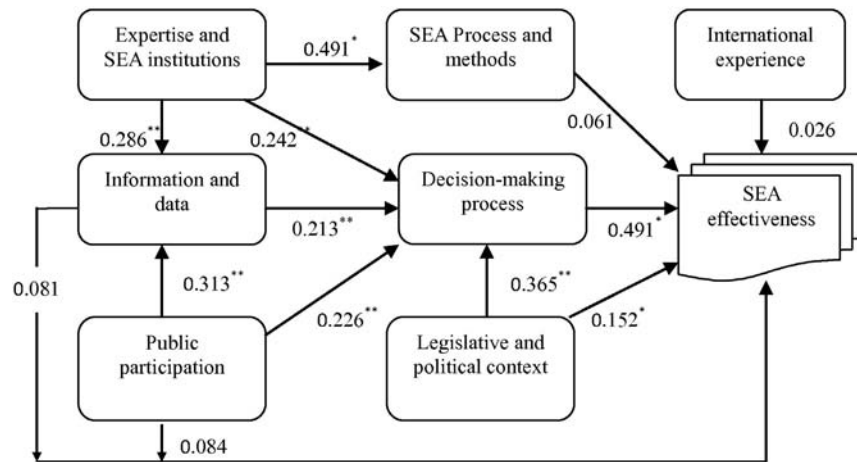 Expertise and
SEA institutions
0.491*
SEA Process and
methods
International
experience
0.286**
0.242*
0.061
0.026
Information and
data
Decision-making
process
SEA
effectiveness
0.213**
0.491*
0.081
0.313**
0.226**
0.365**
0.152*
Public
participation
Legislative and
political context
0.084